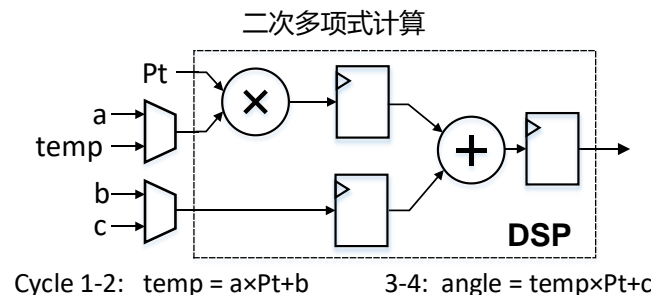 二次多项式计算
Pt
×
a
temp
+
b
c
DSP
Cycle 1-2: temp = a×Pt+b 3-4: angle = temp×Pt+c